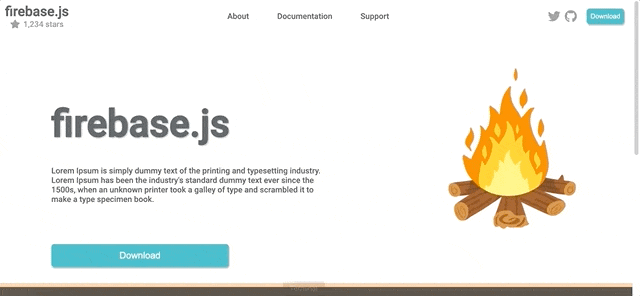 firebase.js
1,234 stars
About Documentation Support
Download
firebase.js
Lorem Ipsum is simply dummy text of the printing and typesetting industry.
Lorem Ipsum has been the industry's standard dummy text ever since the
1500s, when an unknown printer took a galley of type and scrambled it to
make a type specimen book.
Download